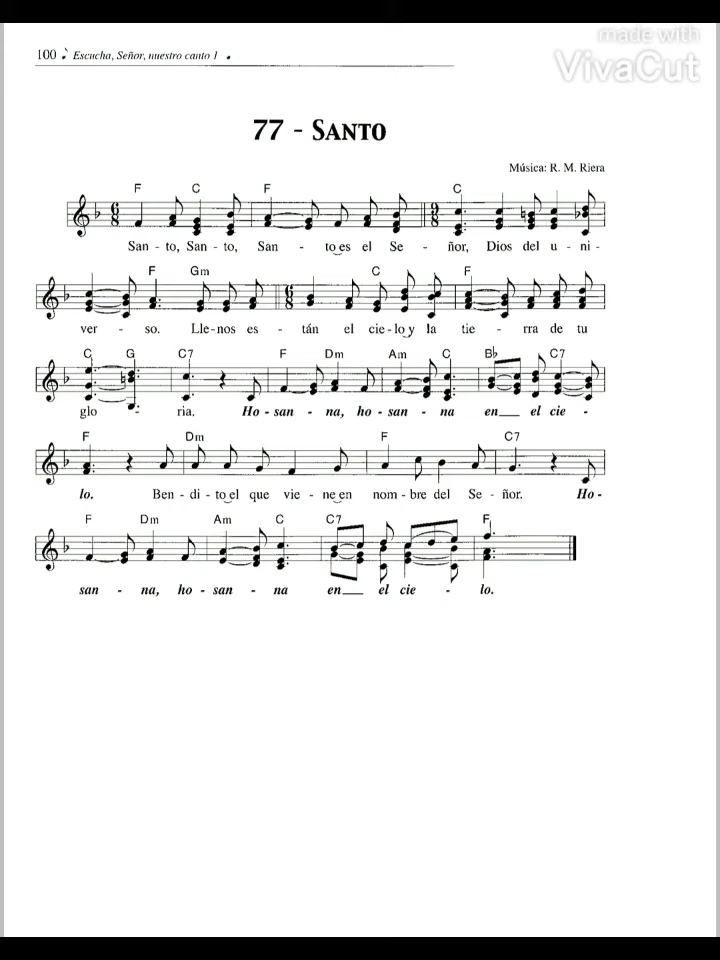 made with
VivaCut
100 Escucha, Señor, nuestro canto 1
77 - SANTO
Música: R. M. Riera
F C F C
San - to, San - to, San - to es el Se - ñor, Dios del u - ni -
F Gm C F
ver - so. Lle-nos es - tán el cie-lo y la tie - rra de tu
C G C7 F Dm Am C Bb C7
glo - ria. Ho - san - na, ho - san - na en el cie -
F Dm F C7
lo. Ben - di - to el que vie - ne en nom - bre del Se - ñor. Ho -
F Dm Am C C7 F
san - na, ho - san - na en el cie - lo.